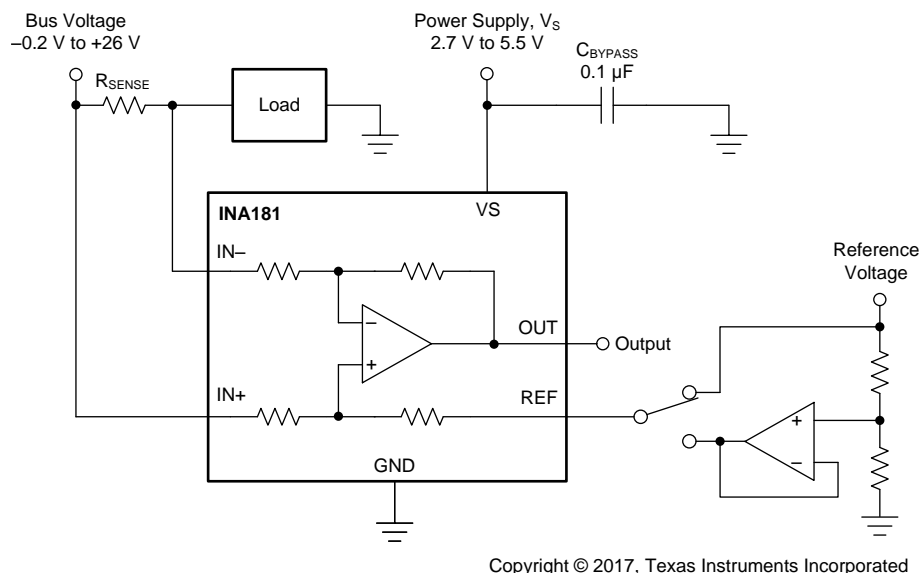 Bus Voltage
–0.2 V to +26 V
Power Supply, VS
2.7 V to 5.5 V
CBYPASS
0.1 µF
RSENSE
Load
INA181
VS
IN–
Reference
Voltage
–
OUT
Output
+
IN+
REF
+
–
GND
Copyright © 2017, Texas Instruments Incorporated